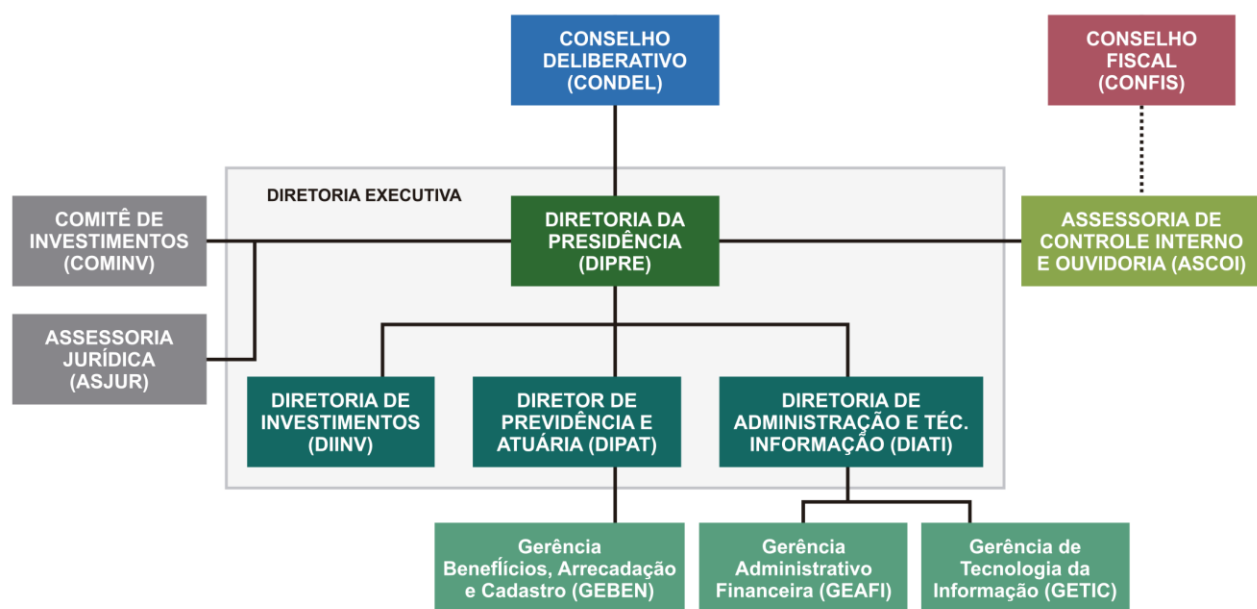 CONSELHO
DELIBERATIVO
(CONDEL)
CONSELHO
FISCAL
(CONFIS)
DIRETORIA EXECUTIVA
COMITÊ DE
INVESTIMENTOS
(COMINV)
DIRETORIA DA
PRESIDÊNCIA
(DIPRE)
ASSESSORIA DE
CONTROLE INTERNO
E OUVIDORIA (ASCOI)
ASSESSORIA
JURÍDICA
(ASJUR)
DIRETORIA DE
INVESTIMENTOS
(DIINV)
DIRETOR DE
PREVIDÊNCIA E
ATUÁRIA (DIPAT)
DIRETORIA DE
ADMINISTRAÇÃO E TÉC.
INFORMAÇÃO (DIATI)
Gerência
BenefÍícios, Arrecadação
e Cadastro (GEBEN)
Gerência
Administrativo
Financeira (GEAFI)
Gerência de
Tecnologia da
Informação (GETIC)